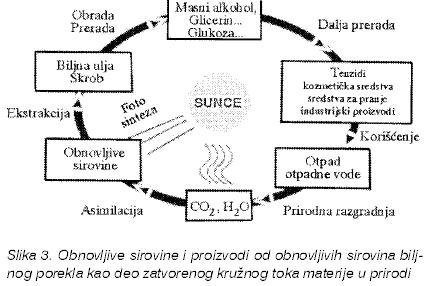 Obrada
Prerada
Masni alkohol,
Glicerin...
Glukoza...
Dalja prerada
Biljna ulja
Škrob
Tenzidi
kozmetička sredstva
sredstva za pranje
industrijski proizvodi
SUNCE
Foto
sinteza
Ekstrakcija
Korišćenje
Obnovljive
sirovine
Otpad
otpadne vode
CO2, H2O
Asimilacija
Prirodna razgradnja
Slika 3. Obnovljive sirovine i proizvodi od obnovljivih sirovina bilj-
nog porekla kao deo zatvorenog kružnog toka materije u prirodi